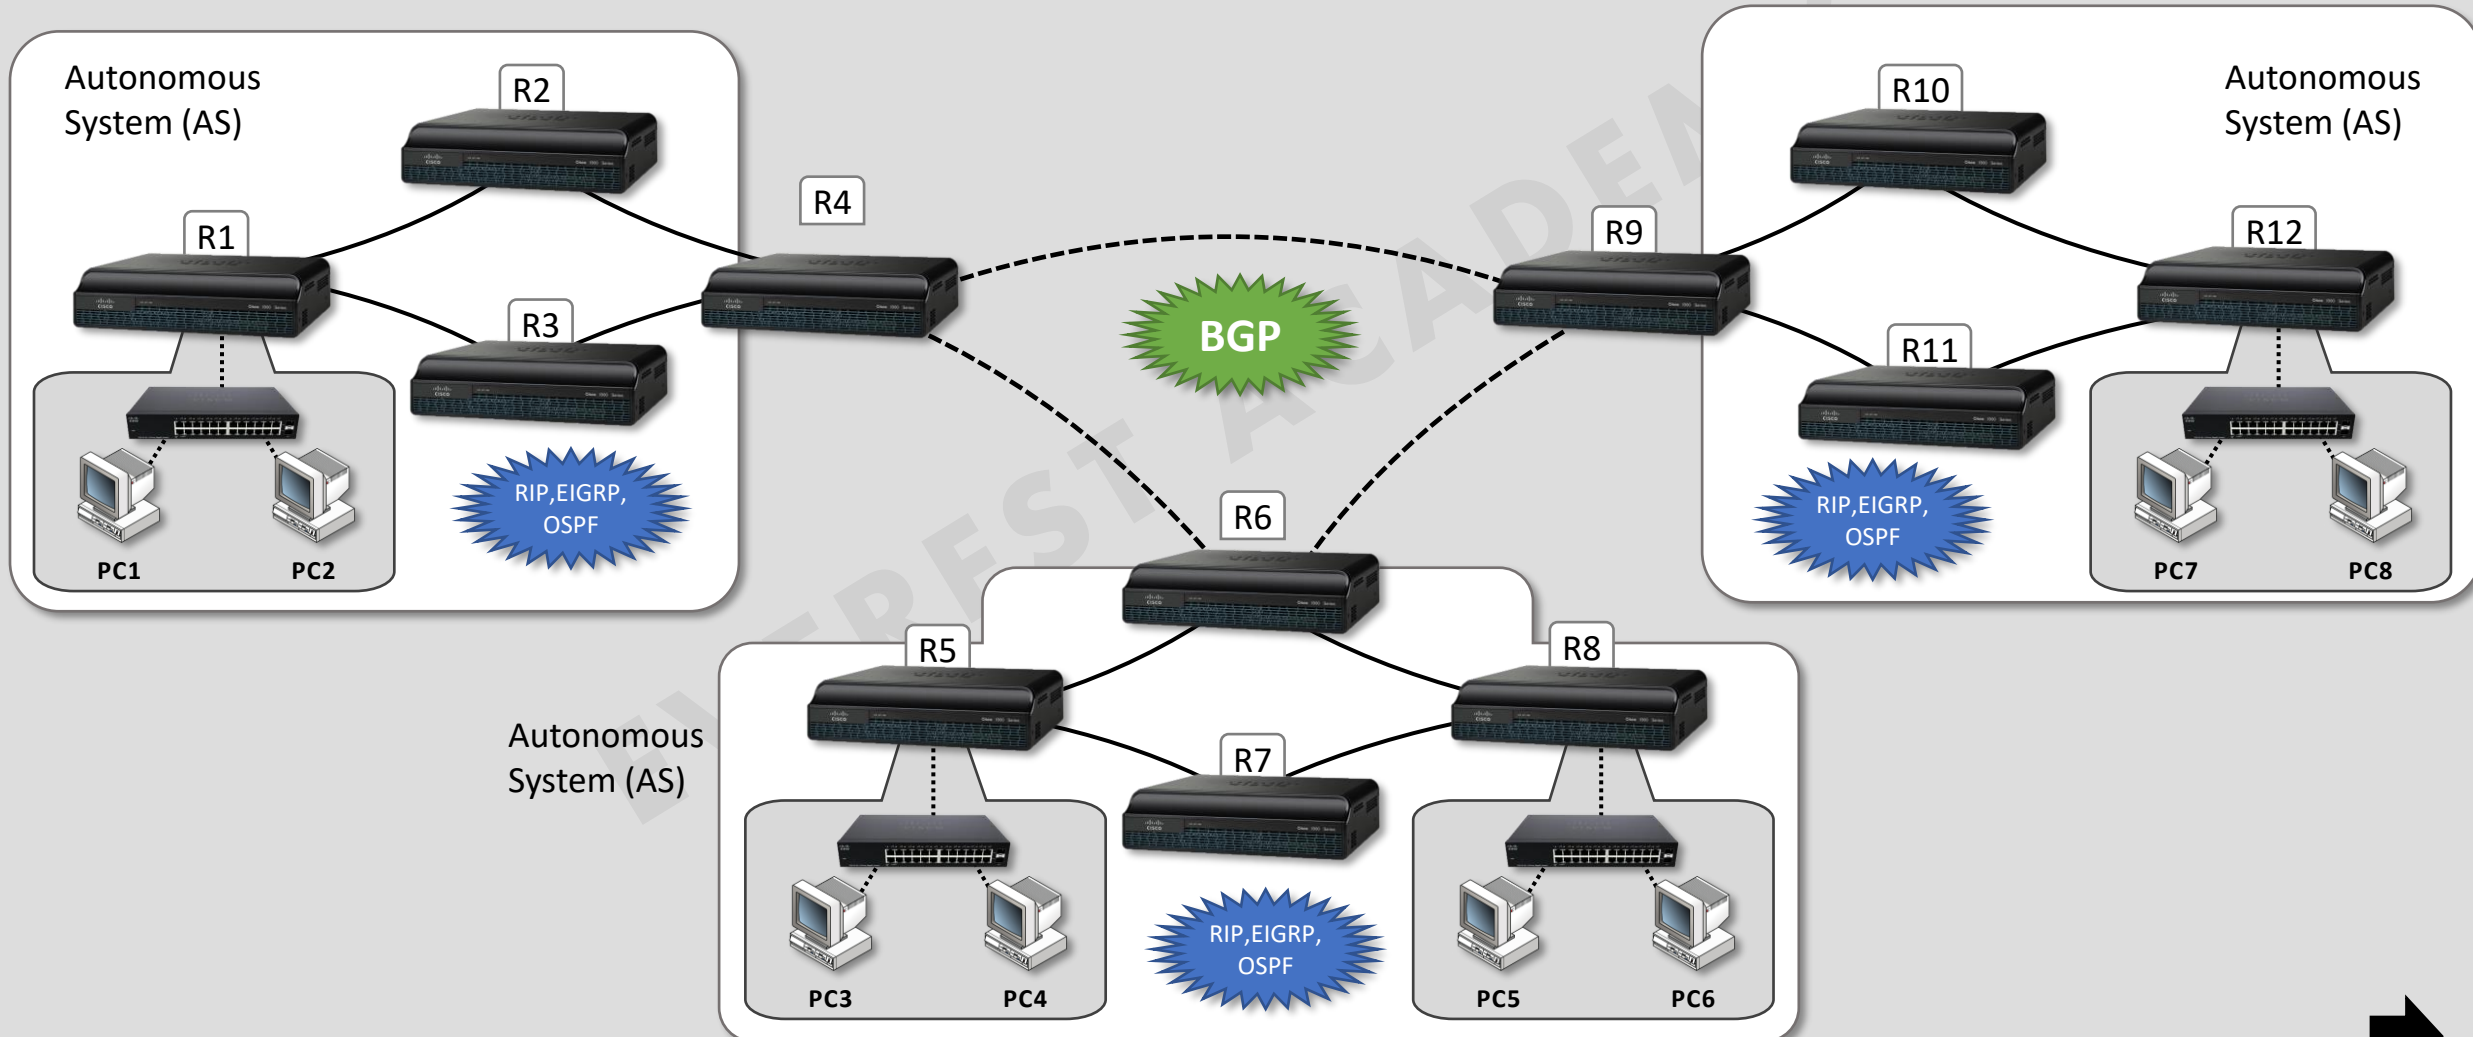 Autonomous
System (AS)
R2
R1
R3
R4
RIP,EIGRP,
OSPF
PC1
PC2
BGP
R9
R10
R12
R11
Autonomous
System (AS)
RIP,EIGRP,
OSPF
PC7
PC8
R6
R5
R8
R7
Autonomous
System (AS)
RIP,EIGRP,
OSPF
PC3
PC4
PC5
PC6
EVEREST ACADEM